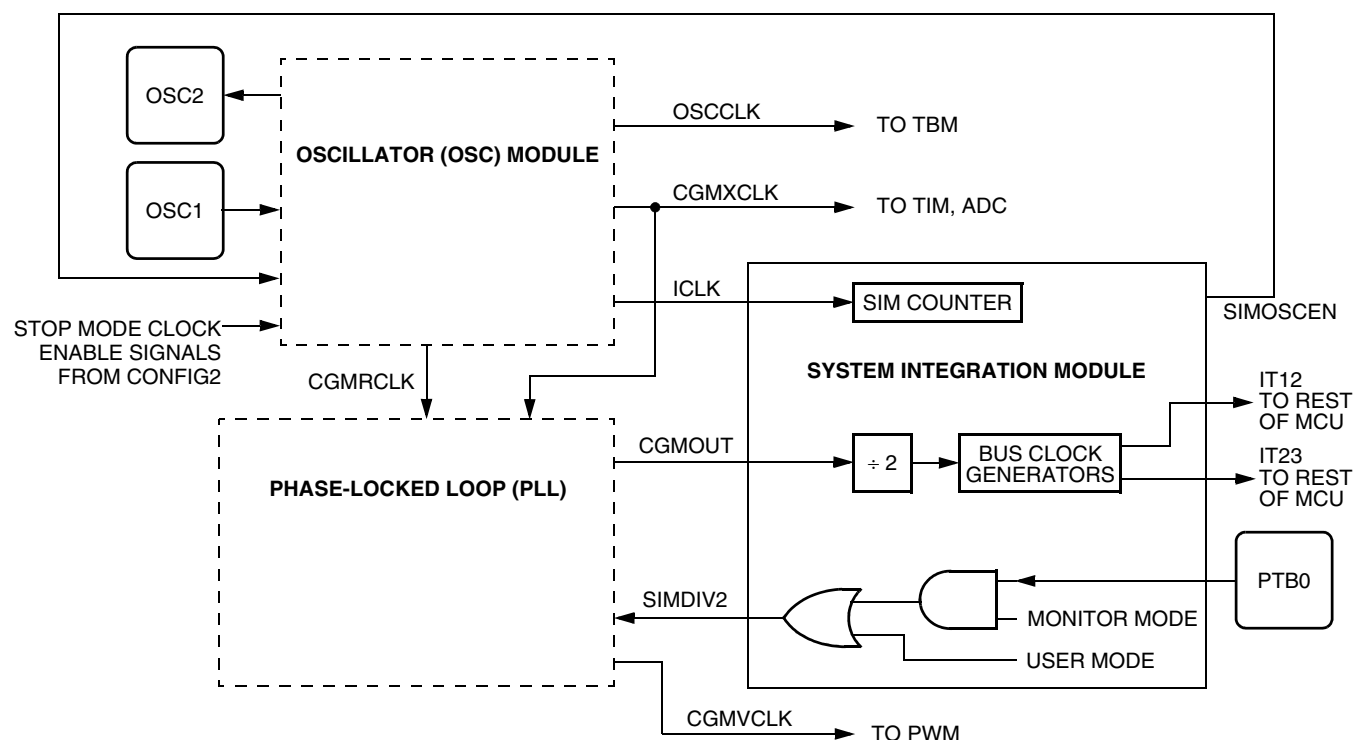 OSC2
OSCCLK
TO TBM
OSCILLATOR (OSC) MODULE
OSC1
CGMXCLK
TO TIM, ADC
ICLK
SIM COUNTER
SIMOSCEN
STOP MODE CLOCK
ENABLE SIGNALS
FROM CONFIG2
CGMRCLK
SYSTEM INTEGRATION MODULE
IT12
TO REST
OF MCU
CGMOUT
÷ 2
BUS CLOCK
GENERATORS
IT23
TO REST
OF MCU
PHASE-LOCKED LOOP (PLL)
PTB0
SIMDIV2
MONITOR MODE
USER MODE
CGMVCLK
TO PWM